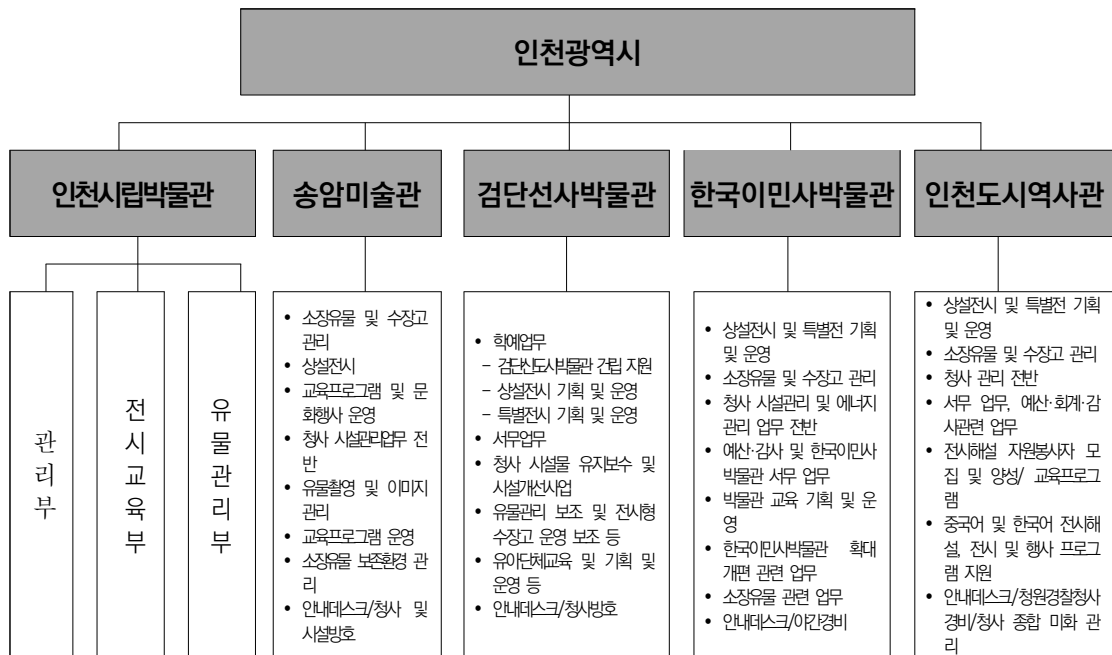 인천광역시
인천시립박물관
송암미술관
검단선사박물관
한국이민사박물관
인천도시역사관
관리부
전시교육부
유물관리부
• 소장유물 및 수장고
관리
• 상설전시
• 교육프로그램 및 문
화행사 운영
• 청사 시설관리업무 전
반
• 유물촬영 및 이미지
관리
• 교육프로그램 운영
• 소장유물 보존환경 관
리
• 안내데스크/청사 및
시설방호
• 학예업무
- 검단신도시박물관 건립 지원
- 상설전시 기획 및 운영
- 특별전시 기획 및 운영
• 서무업무
• 청사 시설물 유지보수 및
시설개선사업
• 유물관리 보조 및 전시형
수장고 운영 보조 등
• 유아단체교육 및 기획 및
운영 등
• 안내데스크/청사방호
• 상설전시 및 특별전 기획
및 운영
• 소장유물 및 수장고 관리
• 청사 시설관리 및 에너지
관리 업무 전반
• 예산·감사 및 한국이민사
박물관 서무 업무
• 박물관 교육 기획 및 운
영
• 한국이민사박물관 확대
개편 관련 업무
• 소장유물 관련 업무
• 안내데스크/야간경비
• 상설전시 및 특별전 기획
및 운영
• 소장유물 및 수장고 관리
• 청사 관리 전반
• 서무 업무, 예산·회계·감
사관련 업무
• 전시해설 자원봉사자 모
집 및 양성/ 교육프로그
램
• 중국어 및 한국어 전시해
설, 전시 및 행사 프로그
램 지원
• 안내데스크/청원경찰청사
경비/청사 종합 미화 관
리